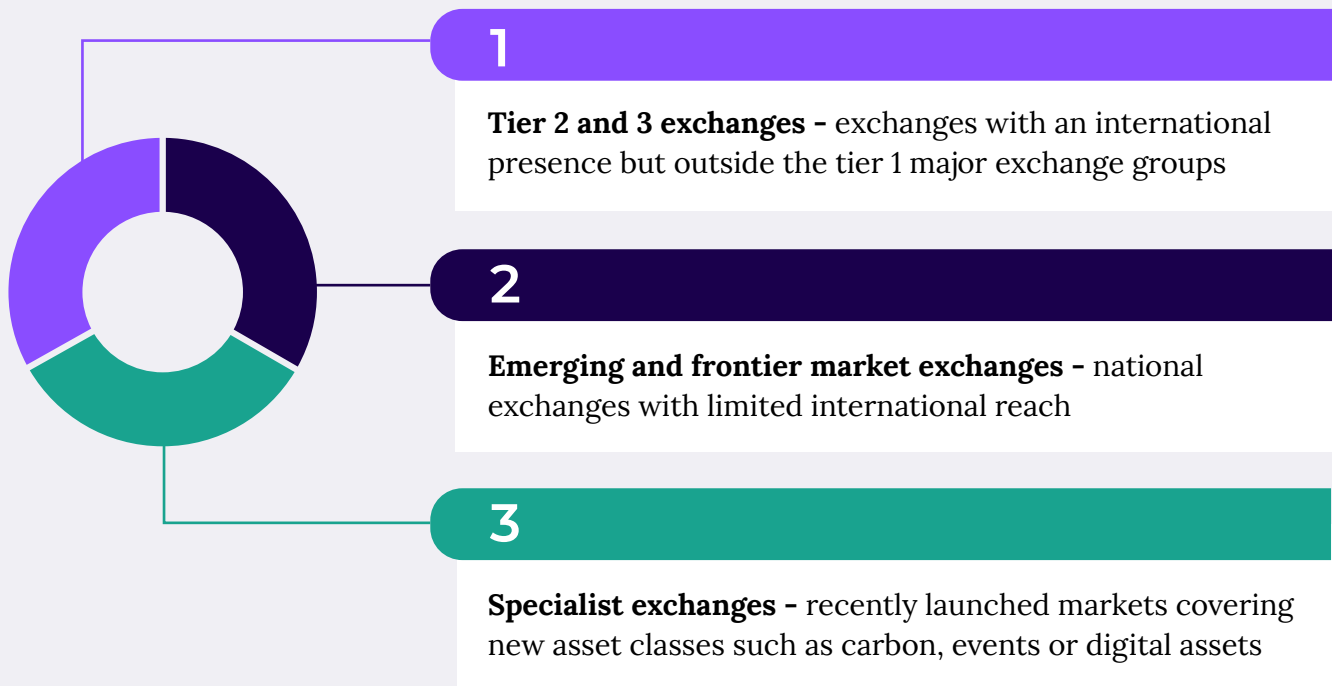 1
Tier 2 and 3 exchanges - exchanges with an international
presence but outside the tier 1 major exchange groups
2
Emerging and frontier market exchanges - national
exchanges with limited international reach
3
Specialist exchanges - recently launched markets covering
new asset classes such as carbon, events or digital assets